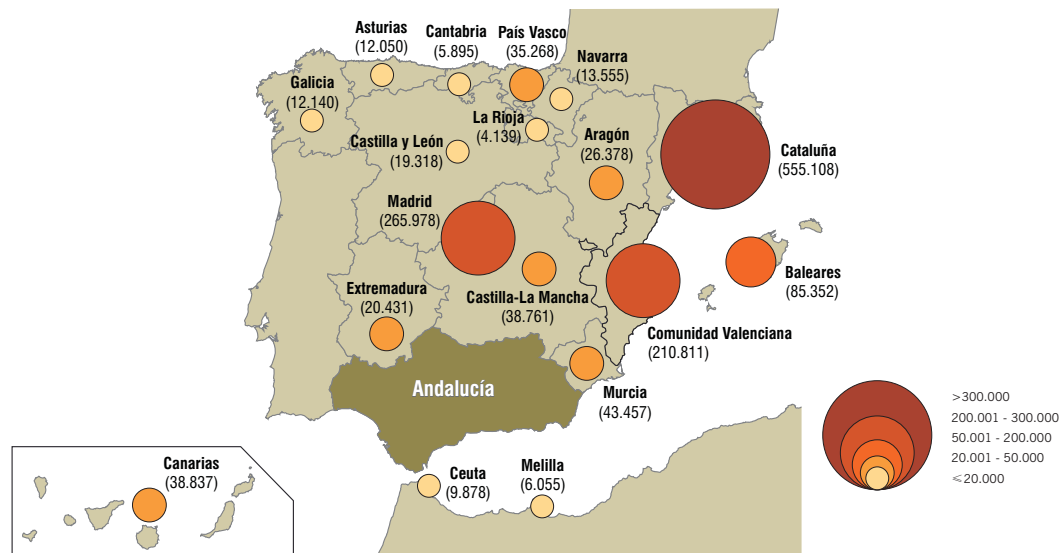 Asturias
(12.050)
Cantabria
(5.895)
País Vasco
(35.268)
Navarra
(13.555)
Galicia
(12.140)
La Rioja
(4.139)
Castilla y León
(19.318)
Aragón
(26.378)
Cataluña
(555.108)
Madrid
(265.978)
Baleares
(85.352)
Extremadura
(20.431)
Castilla-La Mancha
(38.761)
Comunidad Valenciana
(210.811)
Andalucía
Murcia
(43.457)
Canarias
(38.837)
Ceuta
(9.878)
Melilla
(6.055)
>300.000
200.001 - 300.000
50.001 - 200.000
20.001 - 50.000
⩽20.000